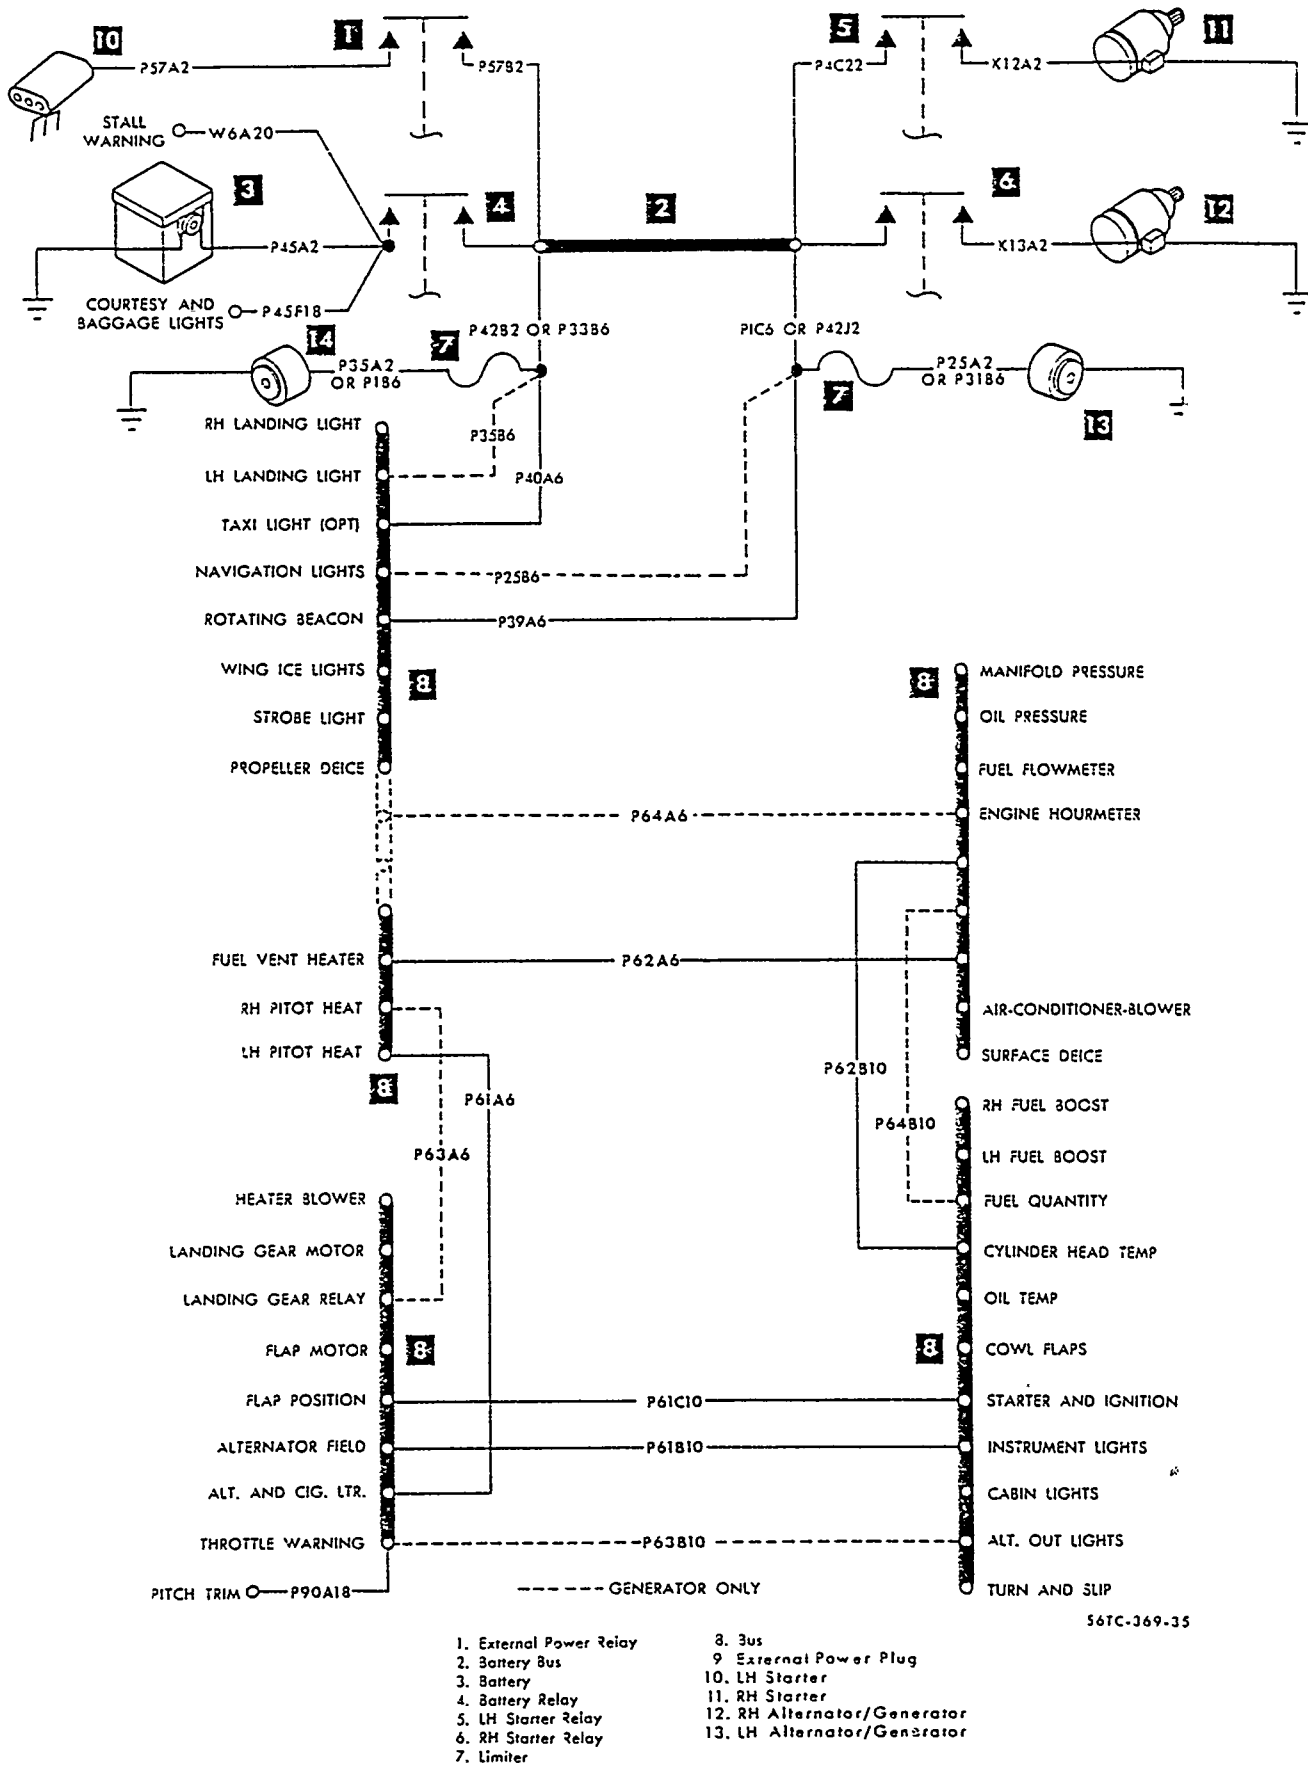 10
1
5
11
P57A2
P57B2
P4C22
X12A2
STALL
WARNING
W6A20
3
4
2
6
12
P45A2
X13A2
COURTESY AND
BAGGAGE LIGHTS
P45F18
14
7
P42B2 OR P33B6
P1C6 OR P42J2
P35A2
OR P1B6
P25A2
OR P31B6
7
13
RH LANDING LIGHT
P35B6
LH LANDING LIGHT
P40A6
TAXI LIGHT (OPT)
NAVIGATION LIGHTS
P25B6
ROTATING BEACON
P39A6
WING ICE LIGHTS
8
8
MANIFOLD PRESSURE
STROBE LIGHT
OIL PRESSURE
PROPELLER DEICE
FUEL FLOWMETER
P64A6
ENGINE HOURMETER
FUEL VENT HEATER
P62A6
RH PITOT HEAT
AIR-CONDITIONER-BLOWER
LH PITOT HEAT
SURFACE DEICE
P62B10
8
P61A6
RH FUEL BOOST
P64B10
P63A6
LH FUEL BOOST
HEATER BLOWER
FUEL QUANTITY
LANDING GEAR MOTOR
CYLINDER HEAD TEMP
LANDING GEAR RELAY
OIL TEMP
FLAP MOTOR
8
8
COWL FLAPS
FLAP POSITION
P61C10
STARTER AND IGNITION
ALTERNATOR FIELD
P61B10
INSTRUMENT LIGHTS
ALT. AND CIG. LTR.
CABIN LIGHTS
THROTTLE WARNING
P63B10
ALT. OUT LIGHTS
PITCH TRIM
P90A18
GENERATOR ONLY
TURN AND SLIP
56TC-369-35
1. External Power Relay
2. Battery Bus
3. Battery
4. Battery Relay
5. LH Starter Relay
6. RH Starter Relay
7. Limiter
8. Bus
9 External Power Plug
10. LH Starter
11. RH Starter
12. RH Alternator/Generator
13. LH Alternator/Generator